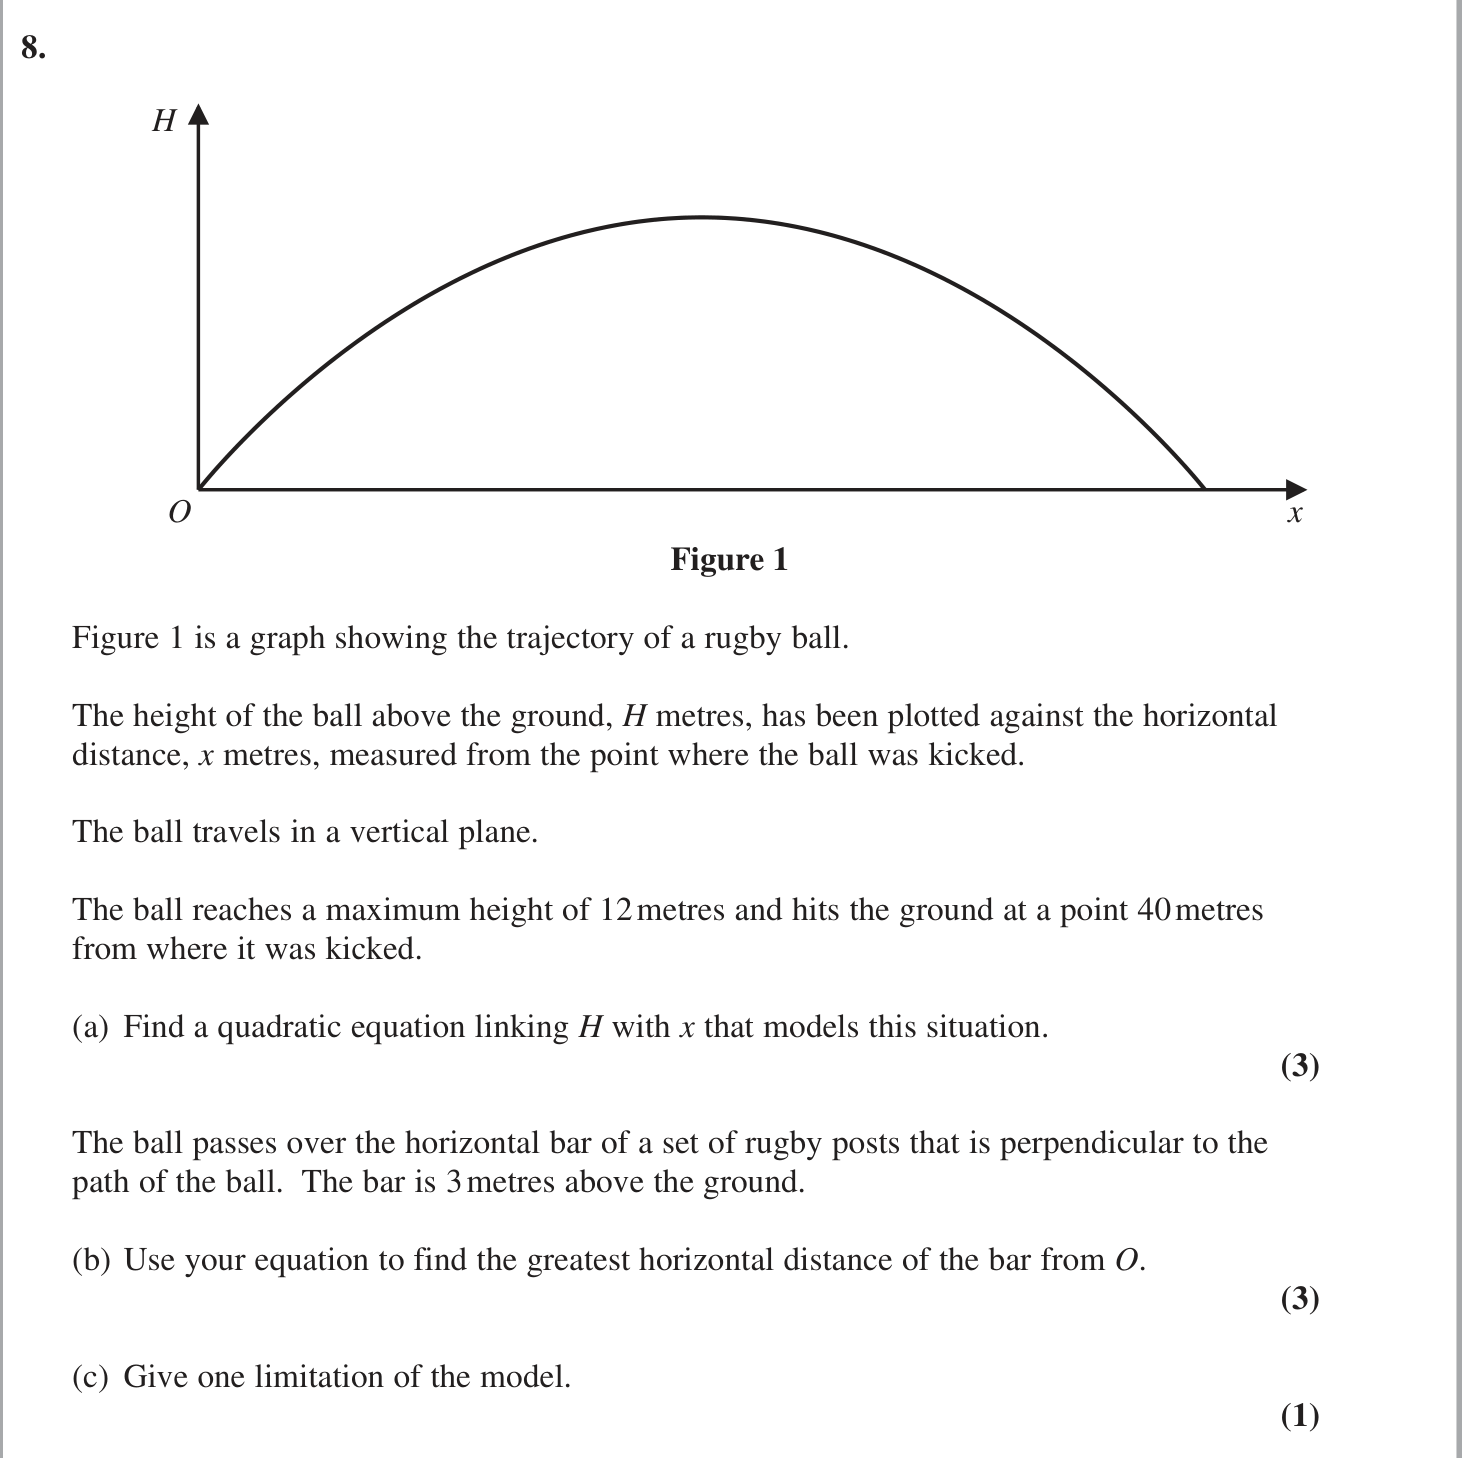 8.
H
O
x
Figure 1
Figure 1 is a graph showing the trajectory of a rugby ball.
The height of the ball above the ground, H metres, has been plotted against the horizontal
distance, x metres, measured from the point where the ball was kicked.
The ball travels in a vertical plane.
The ball reaches a maximum height of 12 metres and hits the ground at a point 40 metres
from where it was kicked.
(a) Find a quadratic equation linking H with x that models this situation.
(3)
The ball passes over the horizontal bar of a set of rugby posts that is perpendicular to the
path of the ball. The bar is 3 metres above the ground.
(b) Use your equation to find the greatest horizontal distance of the bar from O.
(3)
(c) Give one limitation of the model.
(1)